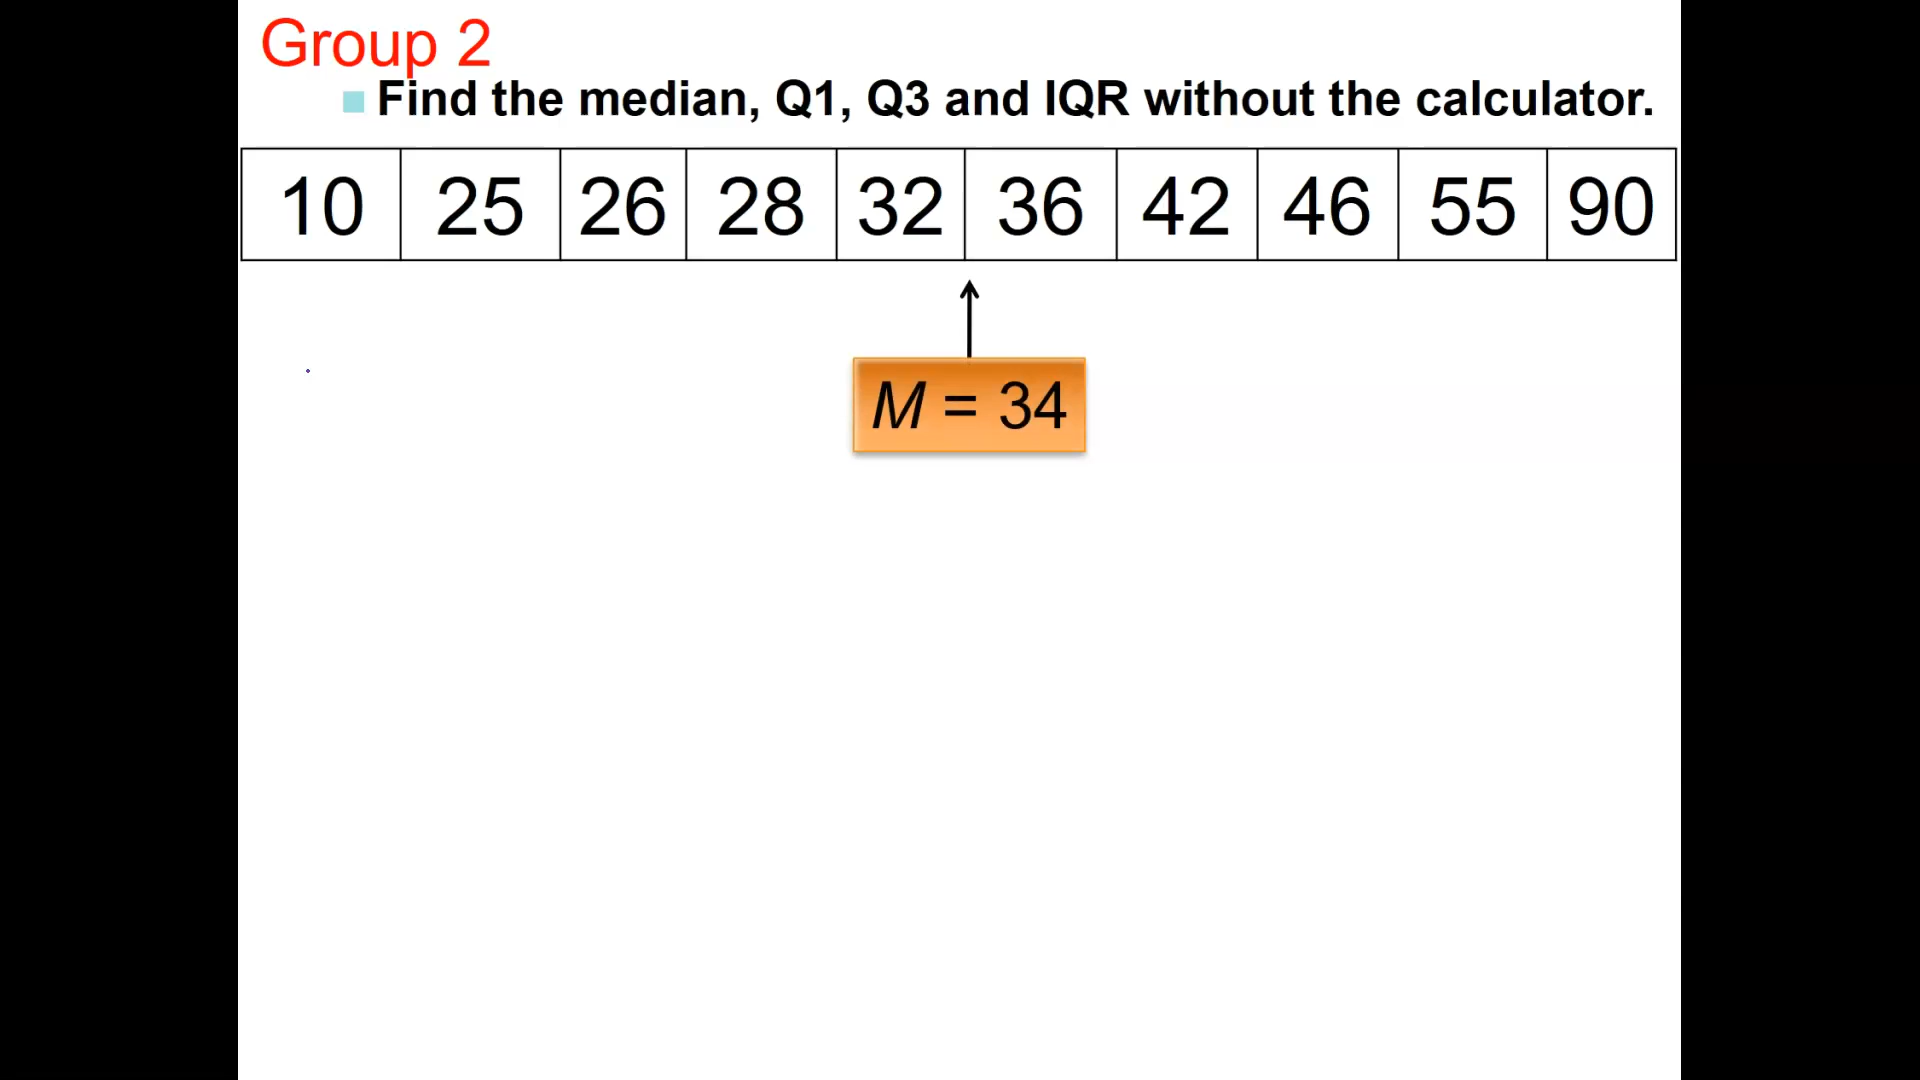 Group 2
Find the median, Q1, Q3 and IQR without the calculator.
10 25 26 28 32 36 42 46 55 90
M = 34